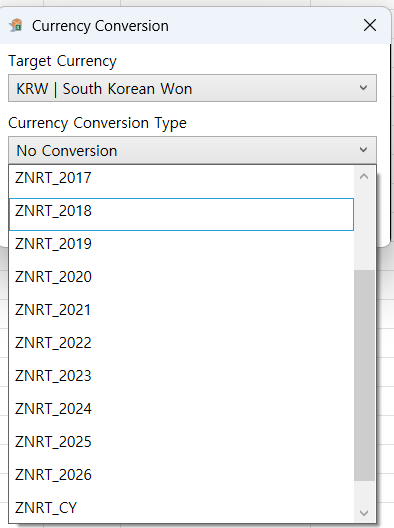 Currency Conversion
Target Currency
KRW | South Korean Won
Currency Conversion Type
No Conversion
ZNRT_2017
ZNRT_2018
ZNRT_2019
ZNRT_2020
ZNRT_2021
ZNRT_2022
ZNRT_2023
ZNRT_2024
ZNRT_2025
ZNRT_2026
ZNRT_CY